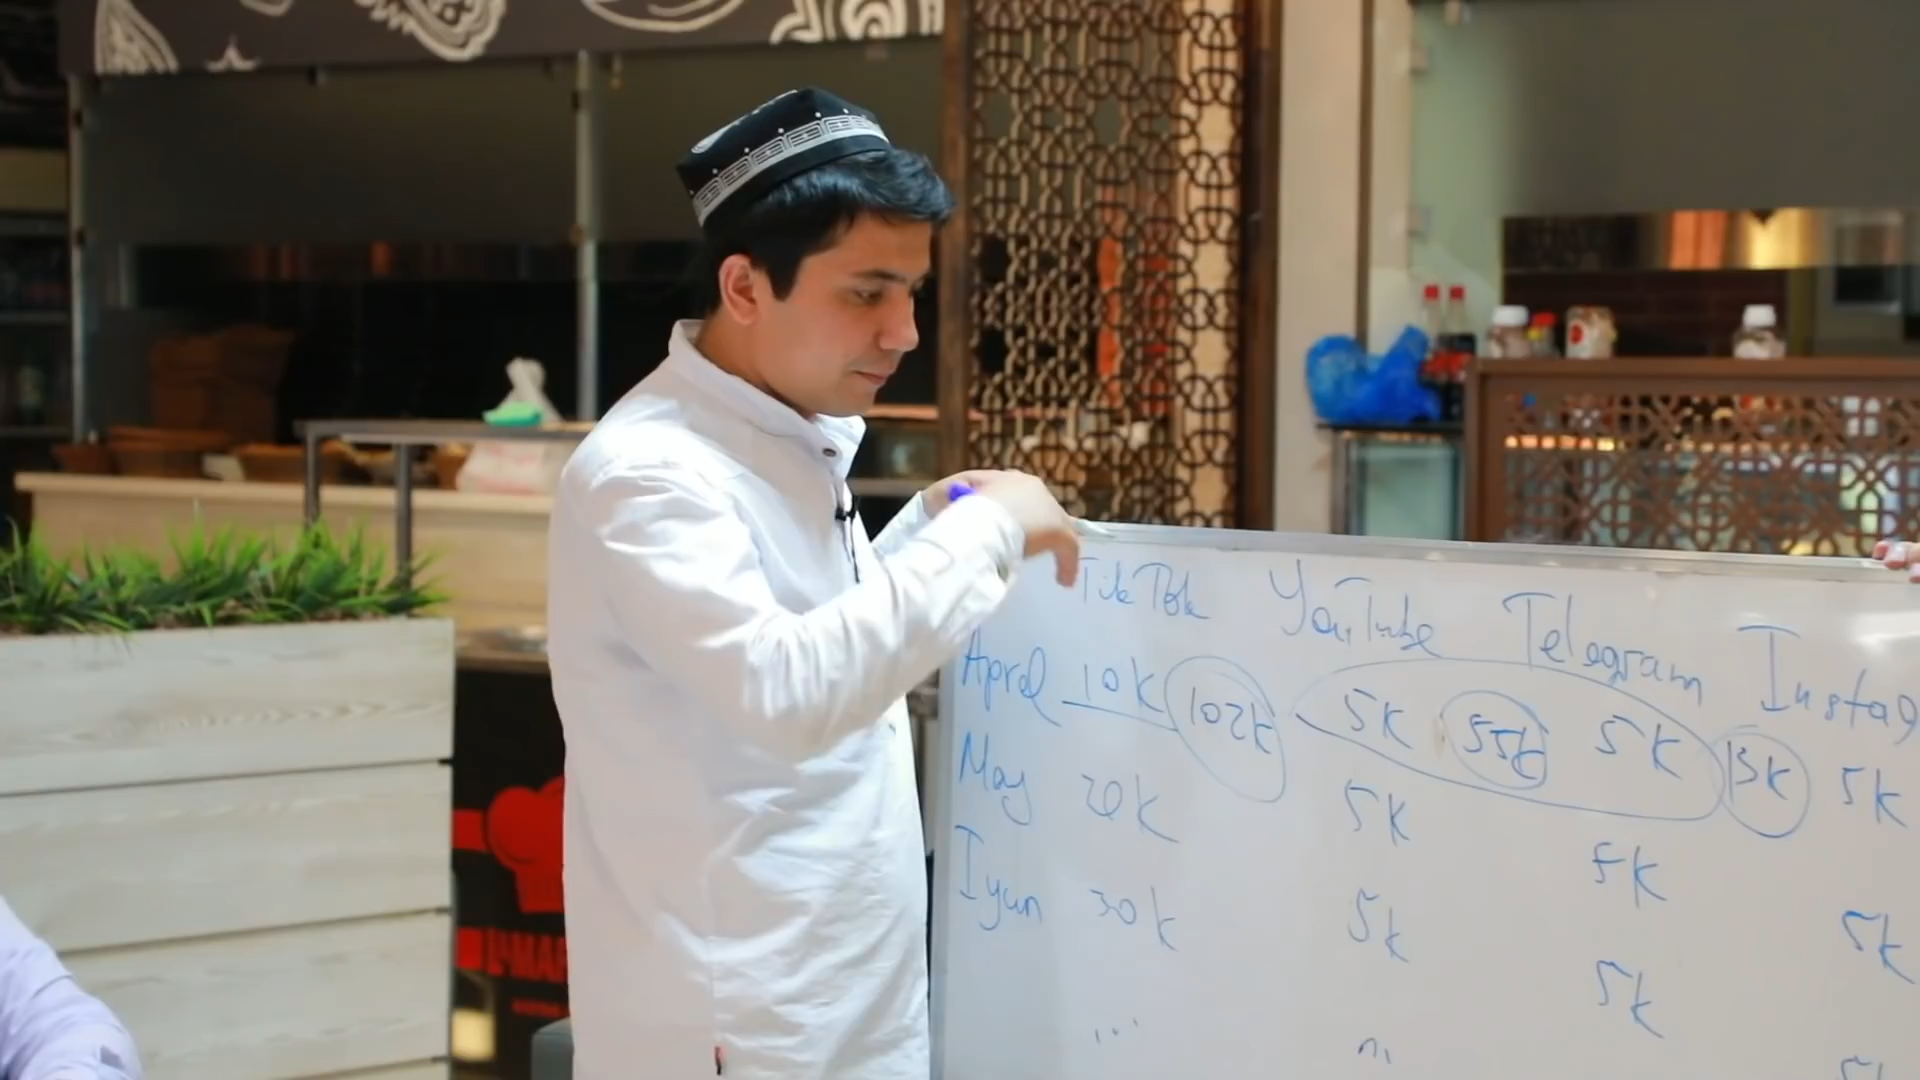 TikTok YouTube Telegram Instag
Aprel 10K 102K 5K 55K 5K 13K 5K
May 20K 5K 5K 5K
Iyun 30K 5K 5K
...